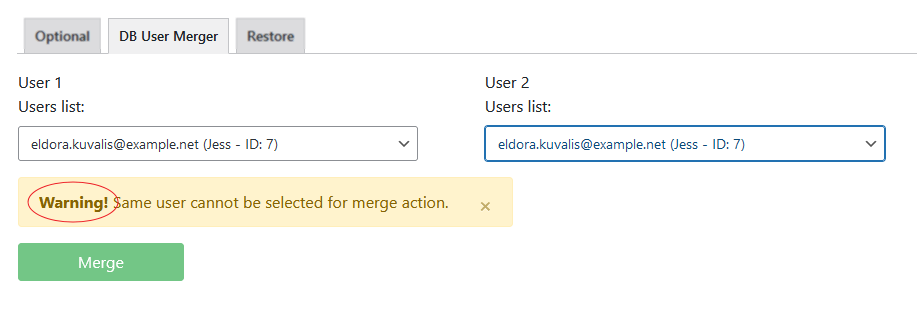 Optional DB User Merger Restore
User 1 User 2
Users list: Users list:
eldora.kuvalis@example.net (Jess - ID: 7) eldora.kuvalis@example.net (Jess - ID: 7)
Warning! Same user cannot be selected for merge action. ×
Merge